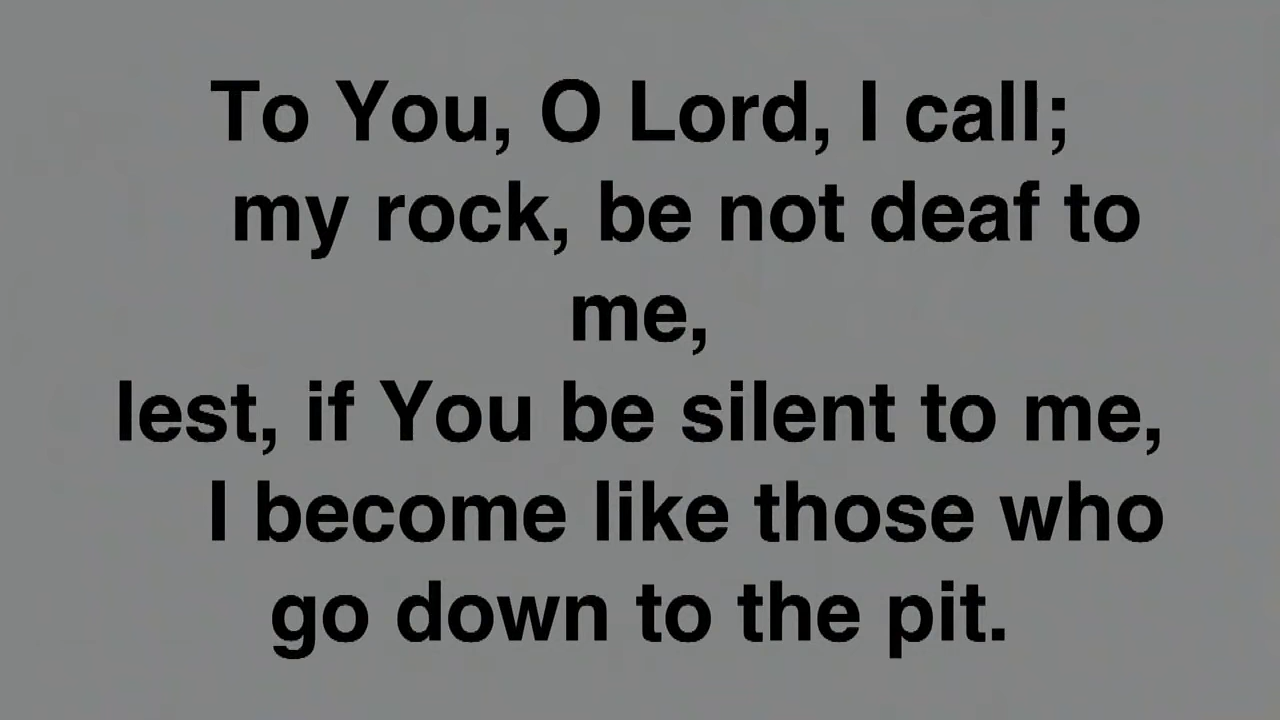 To You, O Lord, I call;
my rock, be not deaf to
me,
lest, if You be silent to me,
I become like those who
go down to the pit.